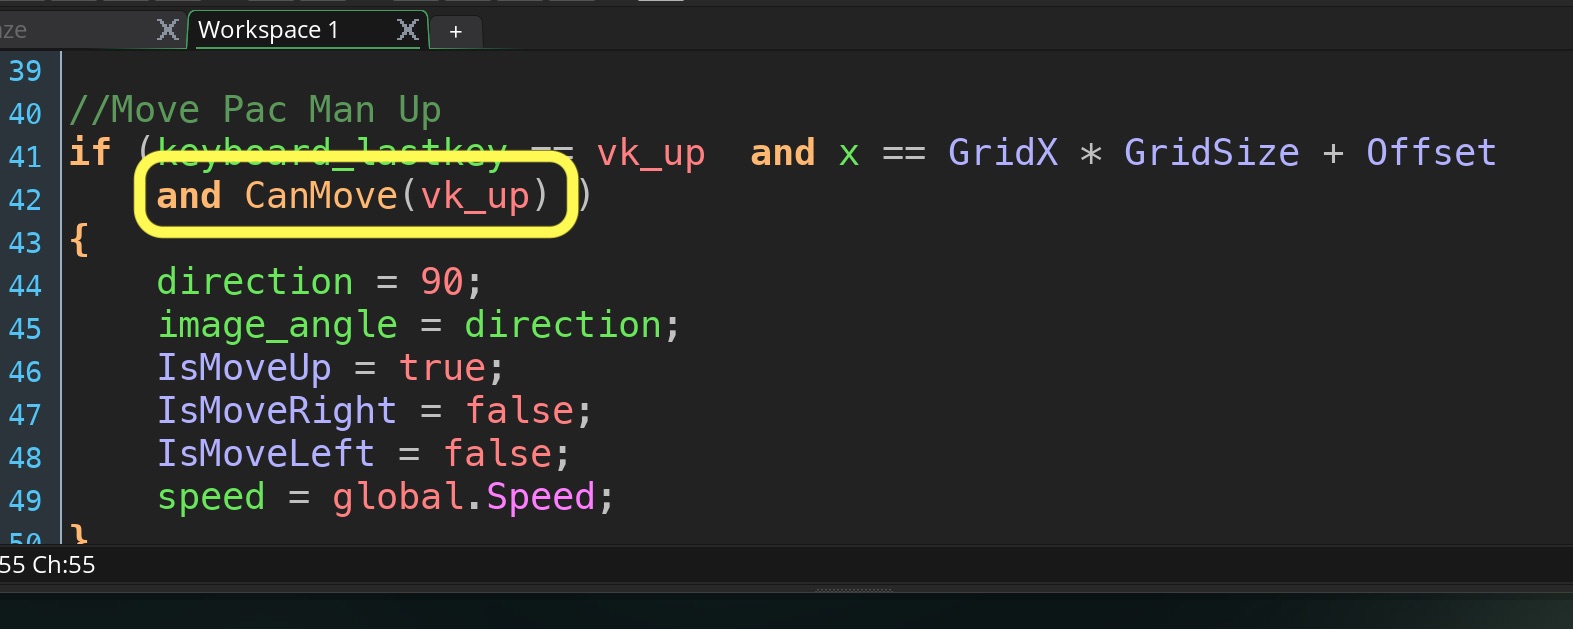 Workspace 1 +
39
40 //Move Pac Man Up
41 if (keyboard_lastkey == vk_up  and x == GridX * GridSize + Offset
42     and CanMove(vk_up) )
43 {
44     direction = 90;
45     image_angle = direction;
46     IsMoveUp = true;
47     IsMoveRight = false;
48     IsMoveLeft = false;
49     speed = global.Speed;
50 }
55 Ch:55